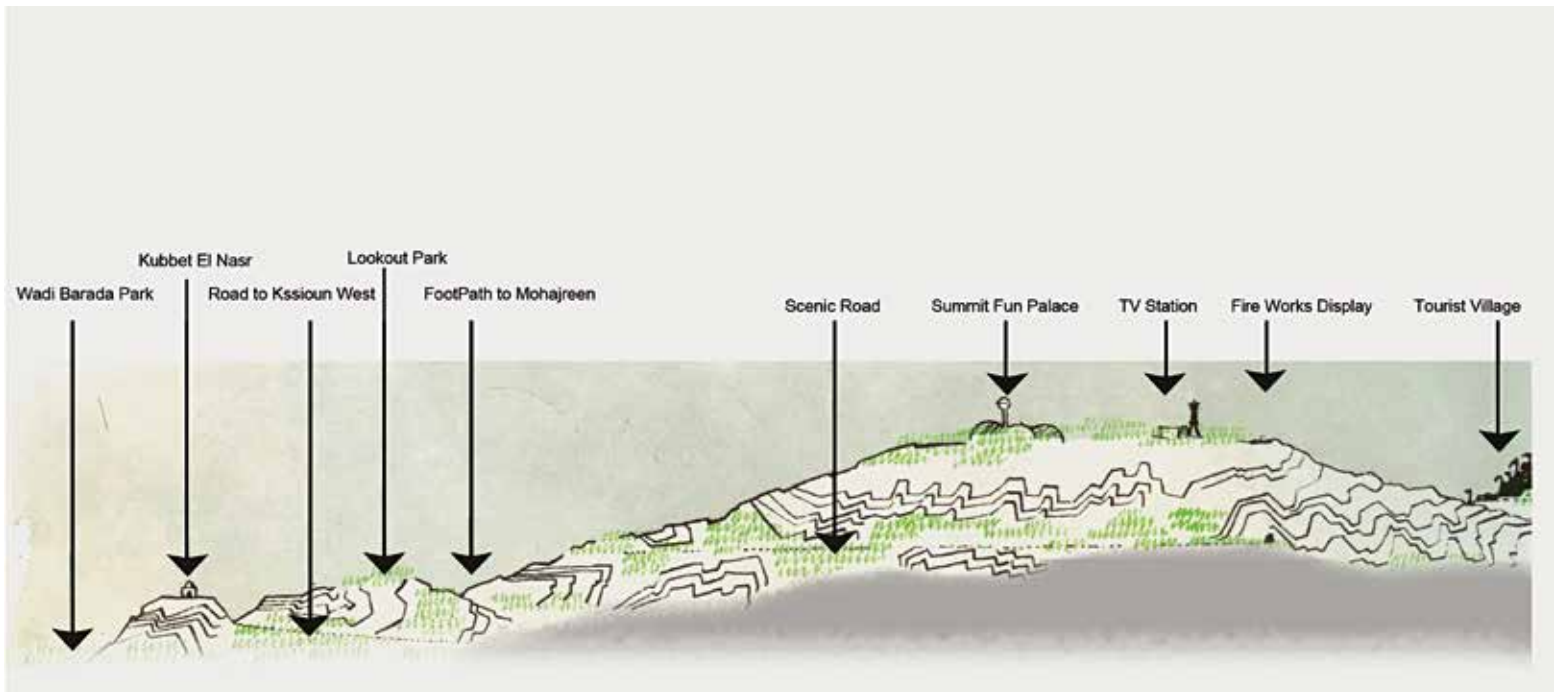 Kubbet El Nasr
Lookout Park
Wadi Barada Park
Road to Kssioun West
FootPath to Mohajreen
Scenic Road
Summit Fun Palace
TV Station
Fire Works Display
Tourist Village